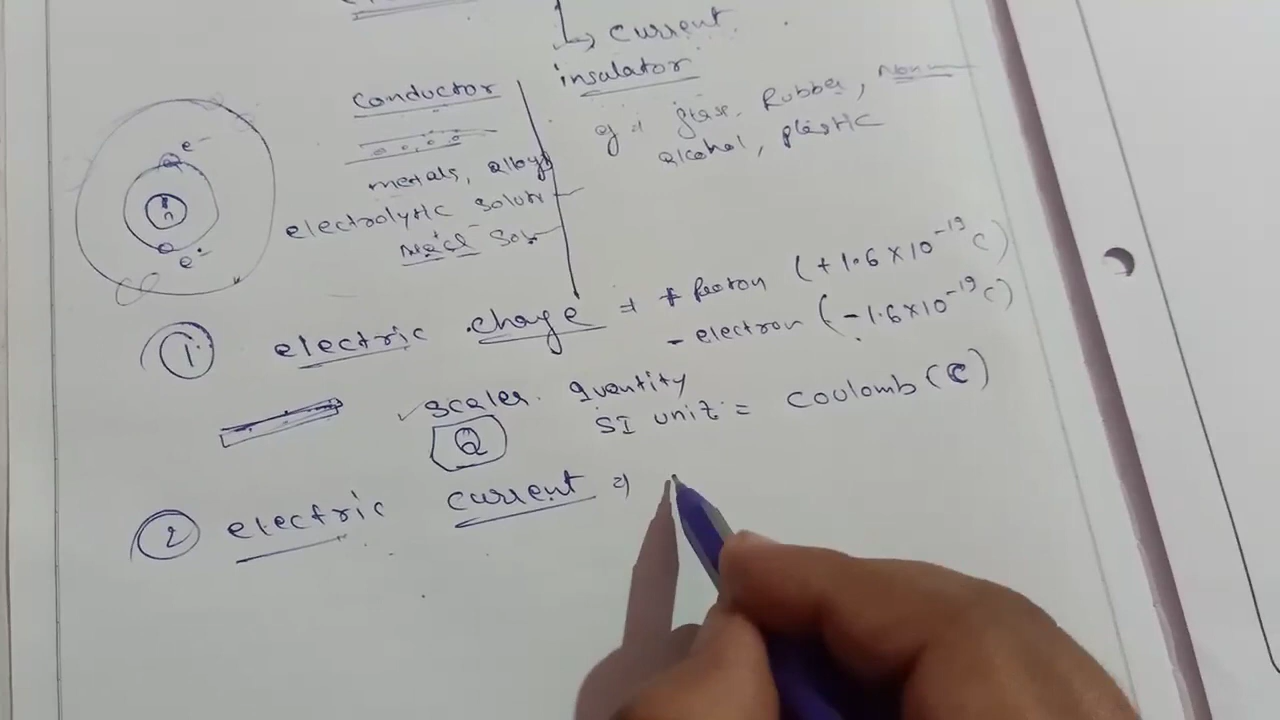 ↳ current
conductor
insulator
eg :- glass, Rubber,
alcohol, plastic
e⁻
metals, alloys
electrolytic solutn
n
Nacl soln
e⁻
① electric charge → + proton (+1.6×10⁻¹⁹ C)
- electron (-1.6×10⁻¹⁹ C)
✓ scaler quantity
Q
SI unit = coulomb (C)
② electric current ⇒